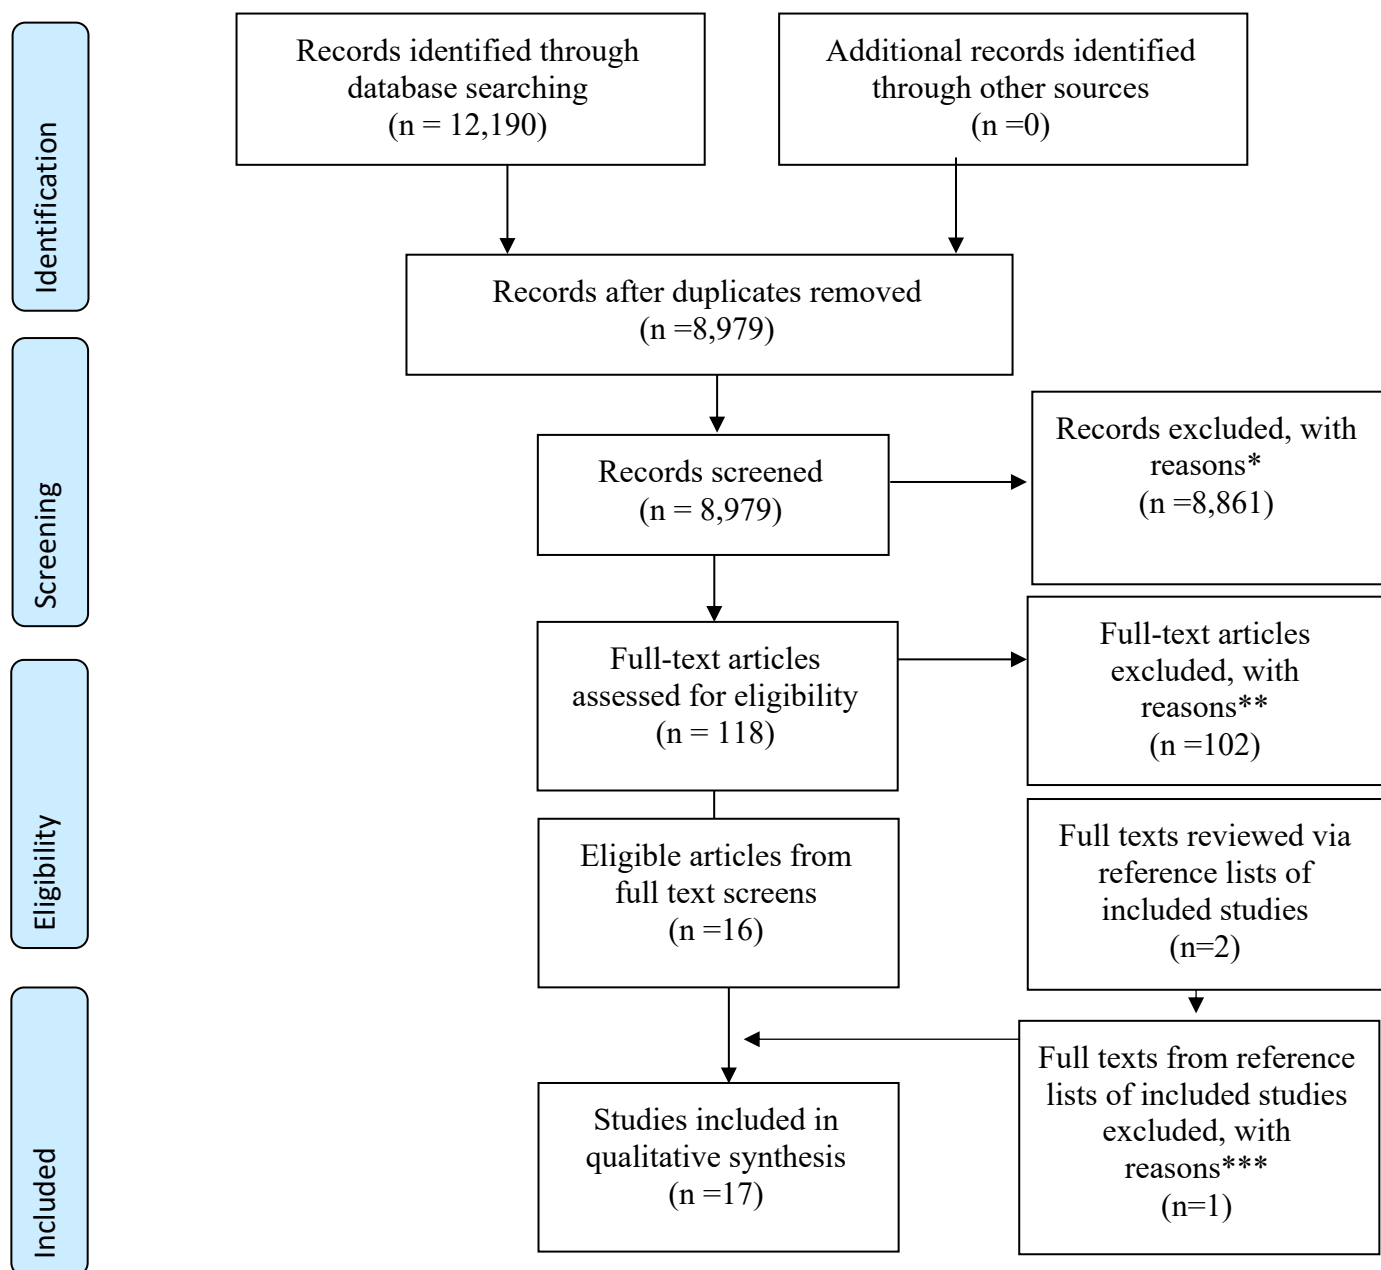 Identification
Records identified through
database searching
(n = 12,190)
Additional records identified
through other sources
(n =0)
Records after duplicates removed
(n =8,979)
Screening
Records screened
(n = 8,979)
Records excluded, with
reasons*
(n =8,861)
Eligibility
Full-text articles
assessed for eligibility
(n = 118)
Full-text articles
excluded, with
reasons**
(n =102)
Eligible articles from
full text screens
(n =16)
Full texts reviewed via
reference lists of
included studies
(n=2)
Included
Full texts from reference
lists of included studies
excluded, with
reasons***
(n=1)
Studies included in
qualitative synthesis
(n =17)